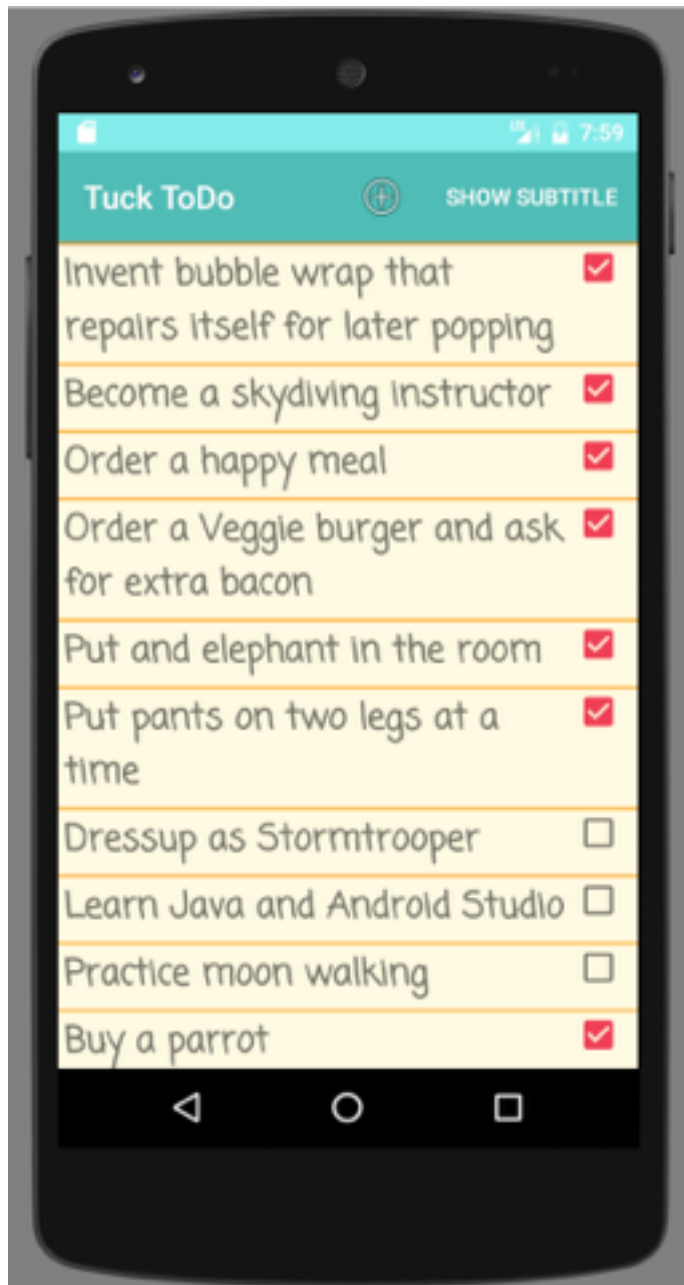 LTE 7:59
Tuck ToDo SHOW SUBTITLE
Invent bubble wrap that
repairs itself for later popping
Become a skydiving instructor
Order a happy meal
Order a Veggie burger and ask
for extra bacon
Put and elephant in the room
Put pants on two legs at a
time
Dressup as Stormtrooper
Learn Java and Android Studio
Practice moon walking
Buy a parrot